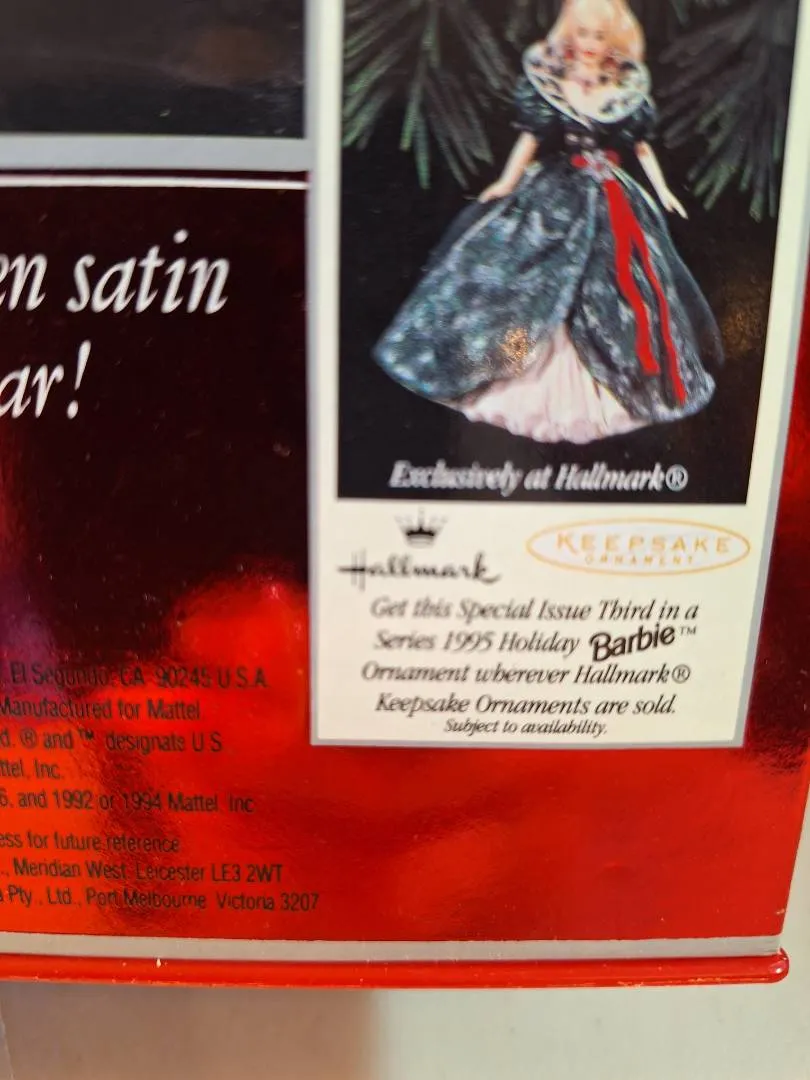 en satin
ar!
Exclusively at Hallmark®
Hallmark
KEEPSAKE
ORNAMENT
Get this Special Issue Third in a
Series 1995 Holiday Barbie™
Ornament wherever Hallmark®
Keepsake Ornaments are sold.
Subject to availability.
, El Segundo, CA 90245 U.S.A.
Manufactured for Mattel
d. ® and ™ designate U S
ttel, Inc.
6, and 1992 or 1994 Mattel, Inc
ess for future reference
., Meridian West, Leicester LE3 2WT
a Pty., Ltd., Port Melbourne Victoria 3207